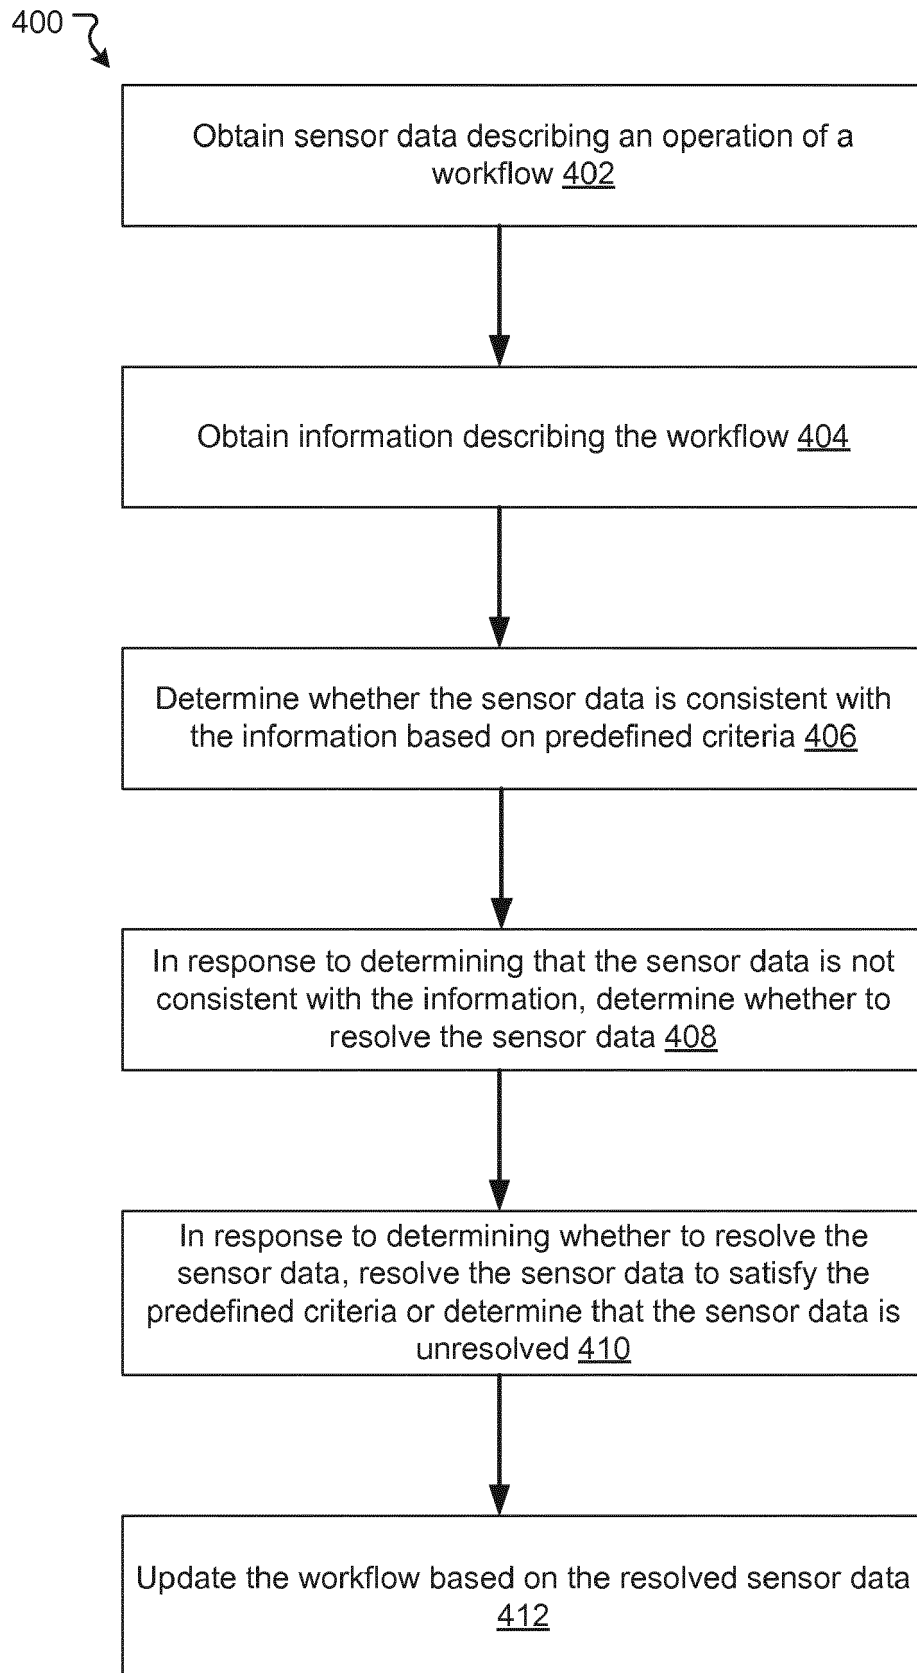 400
Obtain sensor data describing an operation of a
workflow 402
Obtain information describing the workflow 404
Determine whether the sensor data is consistent with
the information based on predefined criteria 406
In response to determining that the sensor data is not
consistent with the information, determine whether to
resolve the sensor data 408
In response to determining whether to resolve the
sensor data, resolve the sensor data to satisfy the
predefined criteria or determine that the sensor data is
unresolved 410
Update the workflow based on the resolved sensor data
412